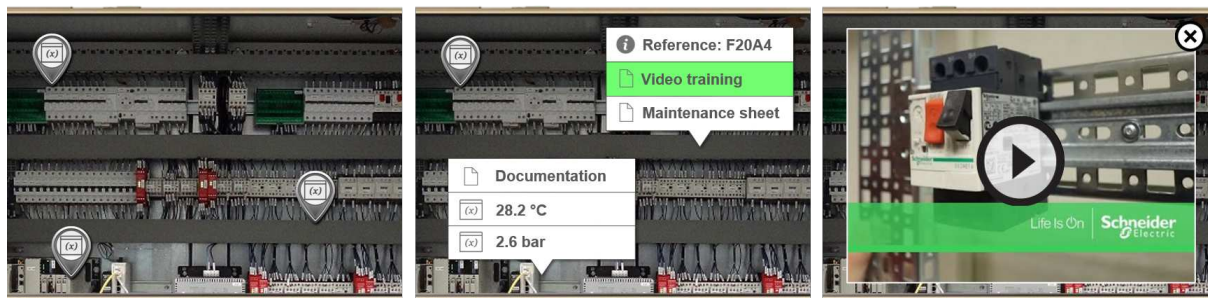 (x)
(x)
(x)
(x)
Reference: F20A4
Video training
Maintenance sheet
Documentation
(x) 28.2 °C
(x) 2.6 bar
Life Is On | Schneider Electric